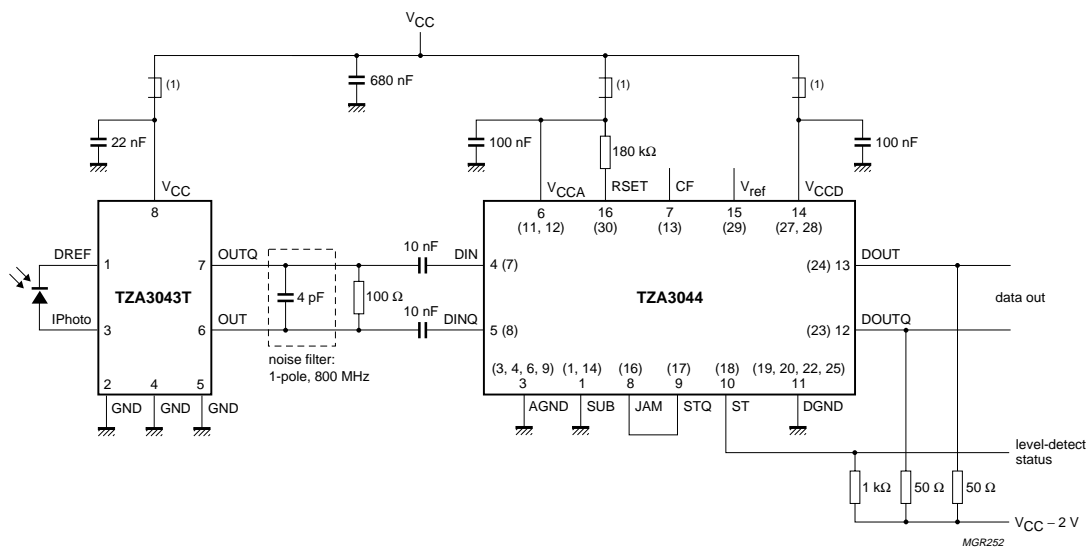 VCC
(1)
680 nF
(1)
(1)
22 nF
100 nF
180 kΩ
100 nF
VCC
VCCA
RSET
CF
Vref
VCCD
8
6
16
7
15
14
(11, 12)
(30)
(13)
(29)
(27, 28)
DREF
1
OUTQ
7
10 nF
DIN
4 (7)
(24) 13
DOUT
TZA3043T
4 pF
100 Ω
TZA3044
data out
IPhoto
3
OUT
6
10 nF
DINQ
5 (8)
(23) 12
DOUTQ
noise filter:
1-pole, 800 MHz
2
4
5
(3, 4, 6, 9)
(1, 14)
(16)
(17)
(18)
(19, 20, 22, 25)
3
1
8
9
10
11
GND
GND
GND
AGND
SUB
JAM
STQ
ST
DGND
level-detect
status
1 kΩ
50 Ω
50 Ω
VCC − 2 V
MGR252